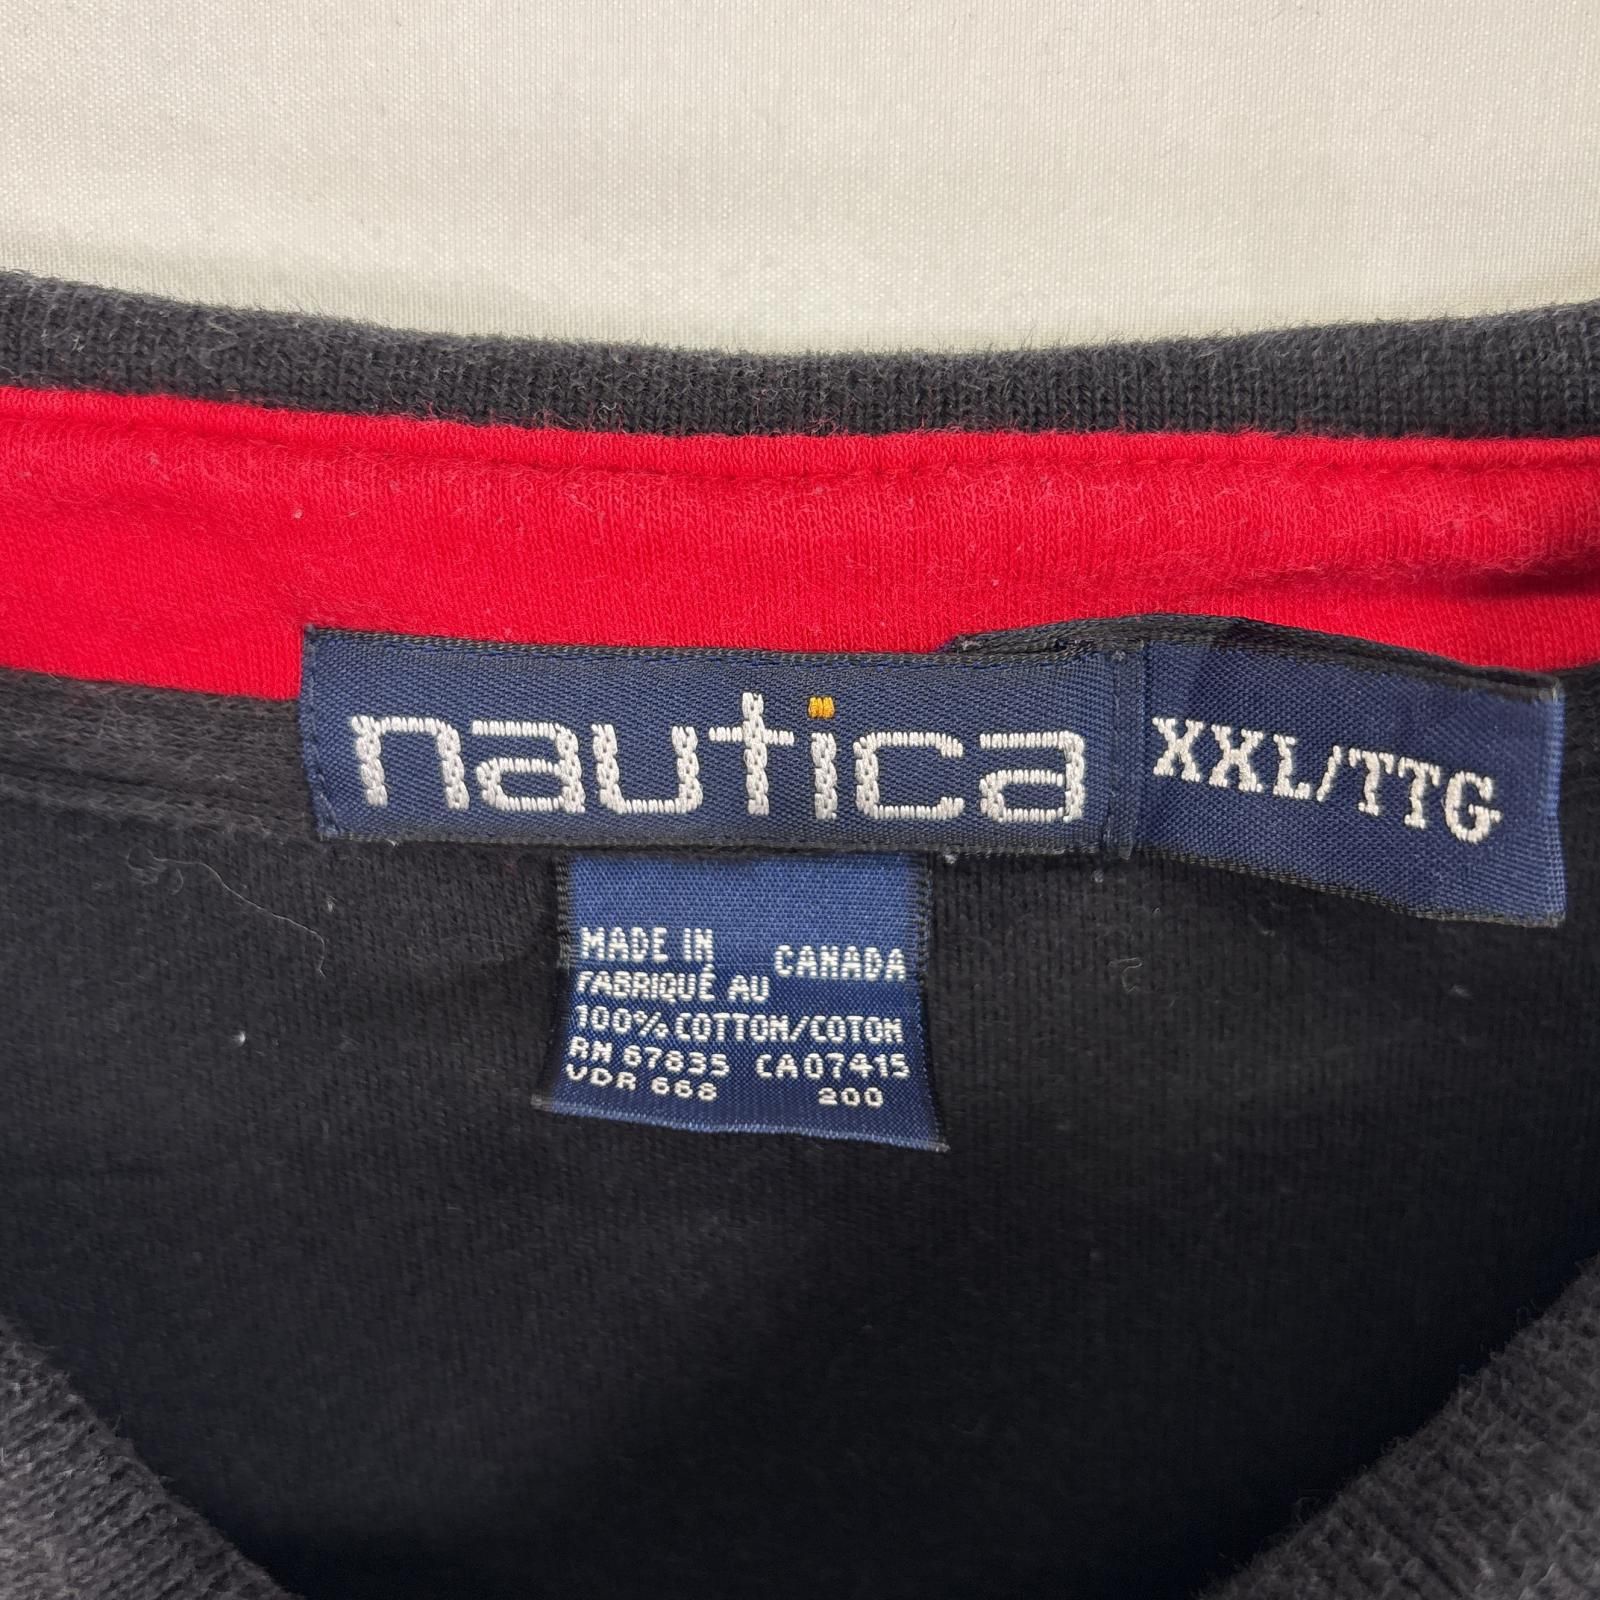 nautica
XXL/TTG
MADE IN CANADA
FABRIQUÉ AU
100% COTTON/COTON
RN 67835 CA07415
VDR 668 200